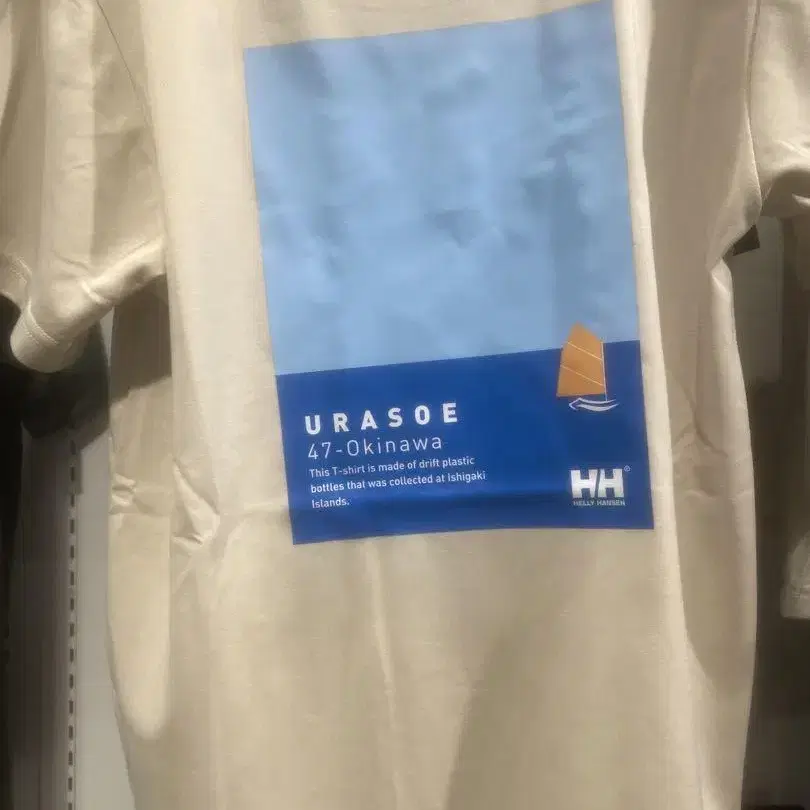 URASOE
47-Okinawa
This T-shirt is made of drift plastic
bottles that was collected at Ishigaki
Islands.
HH®
HELLY HANSEN